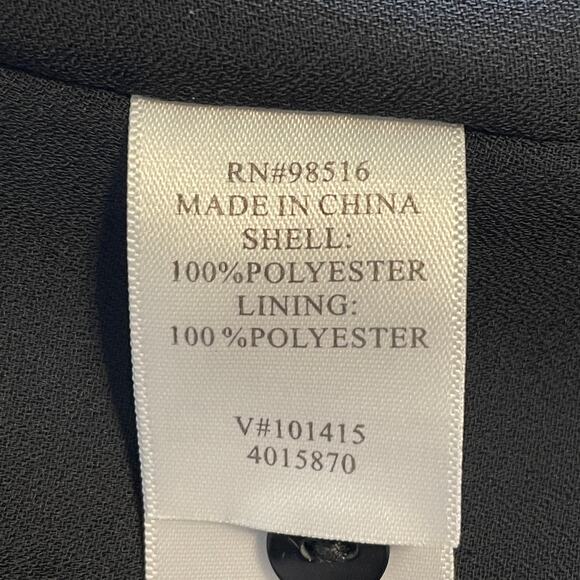 RN#98516
MADE IN CHINA
SHELL:
100%POLYESTER
LINING:
100%POLYESTER
V#101415
4015870